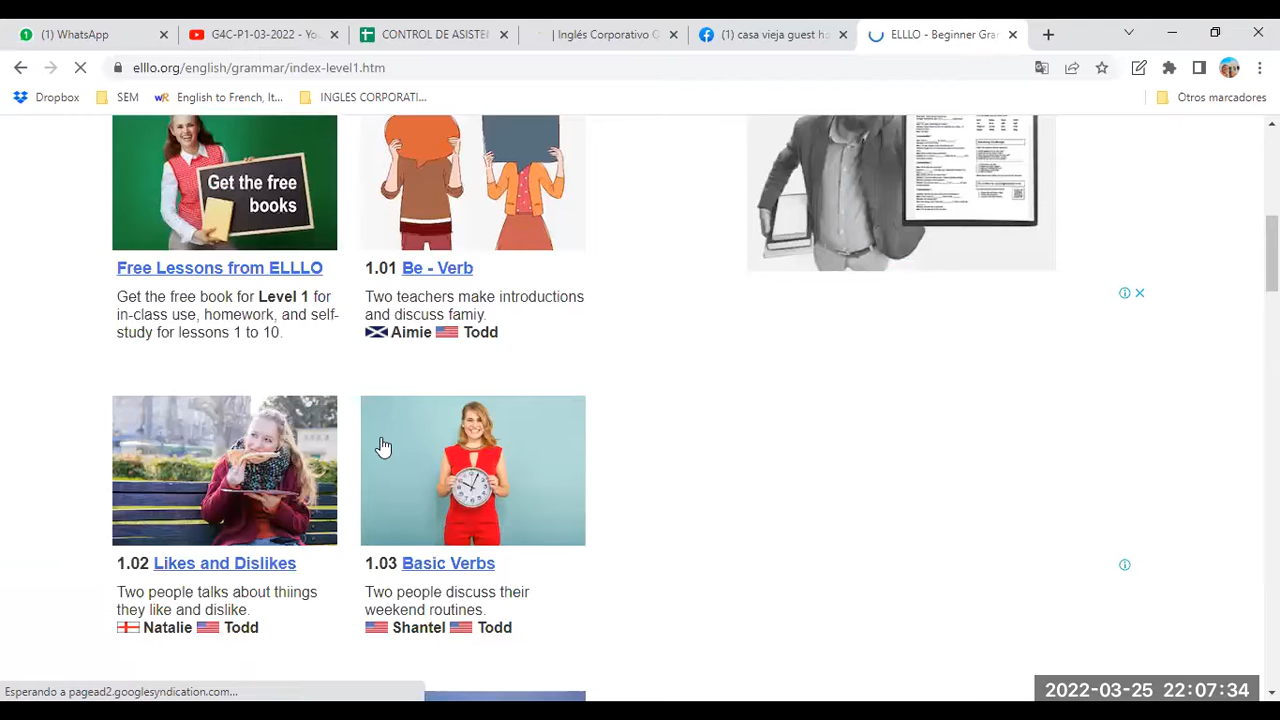 (1) WhatsApp
G4C-P1-03-2022 - Yo
CONTROL DE ASISTE
| Inglés Corporativo G
(1) casa vieja guest ho
ELLLO - Beginner Gra
elllo.org/english/grammar/index-level1.htm
Dropbox
SEM
English to French, It...
INGLES CORPORATI...
Otros marcadores
Get the free
books
Free Lessons from ELLLO
Get the free book for Level 1 for
in-class use, homework, and self-
study for lessons 1 to 10.
1.01 Be - Verb
Two teachers make introductions
and discuss famiy.
Aimie Todd
1.02 Likes and Dislikes
Two people talks about thiings
they like and dislike.
Natalie Todd
1.03 Basic Verbs
Two people discuss their
weekend routines.
Shantel Todd
Esperando a pagead2.googlesyndication.com...
2022-03-25 22:07:34